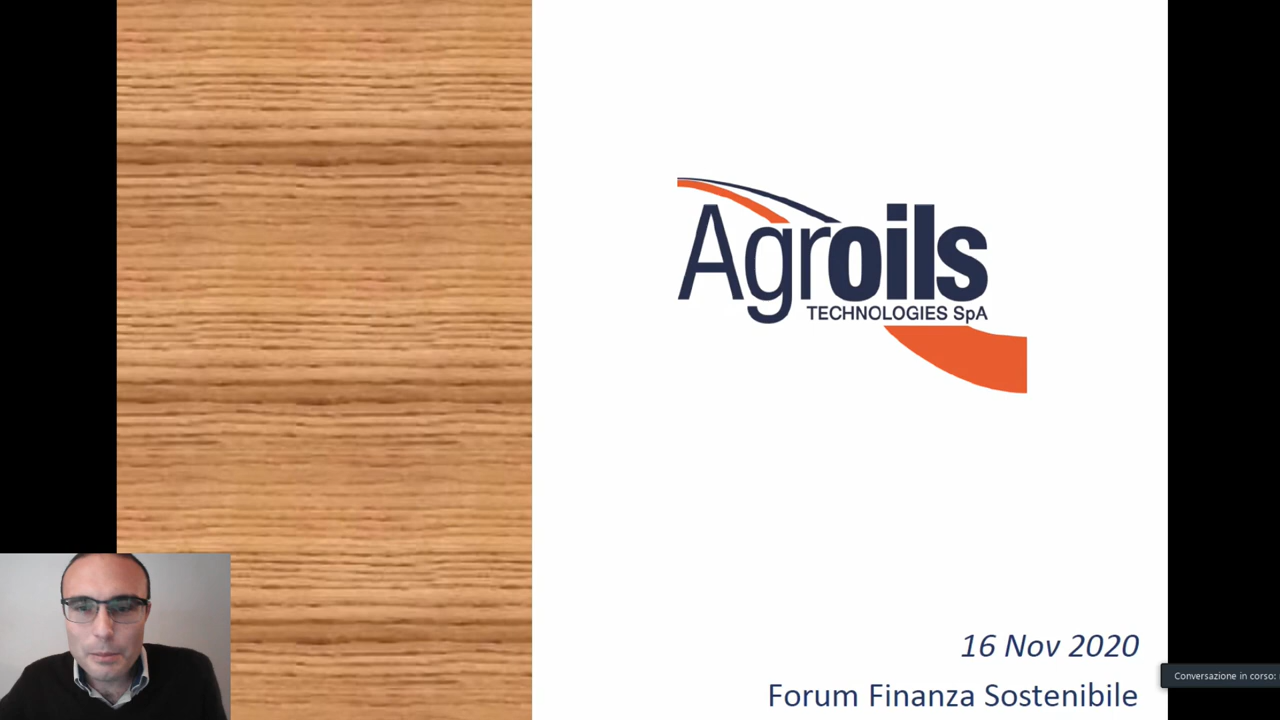 Agroils
TECHNOLOGIES SpA
16 Nov 2020
Conversazione in corso:
Forum Finanza Sostenibile